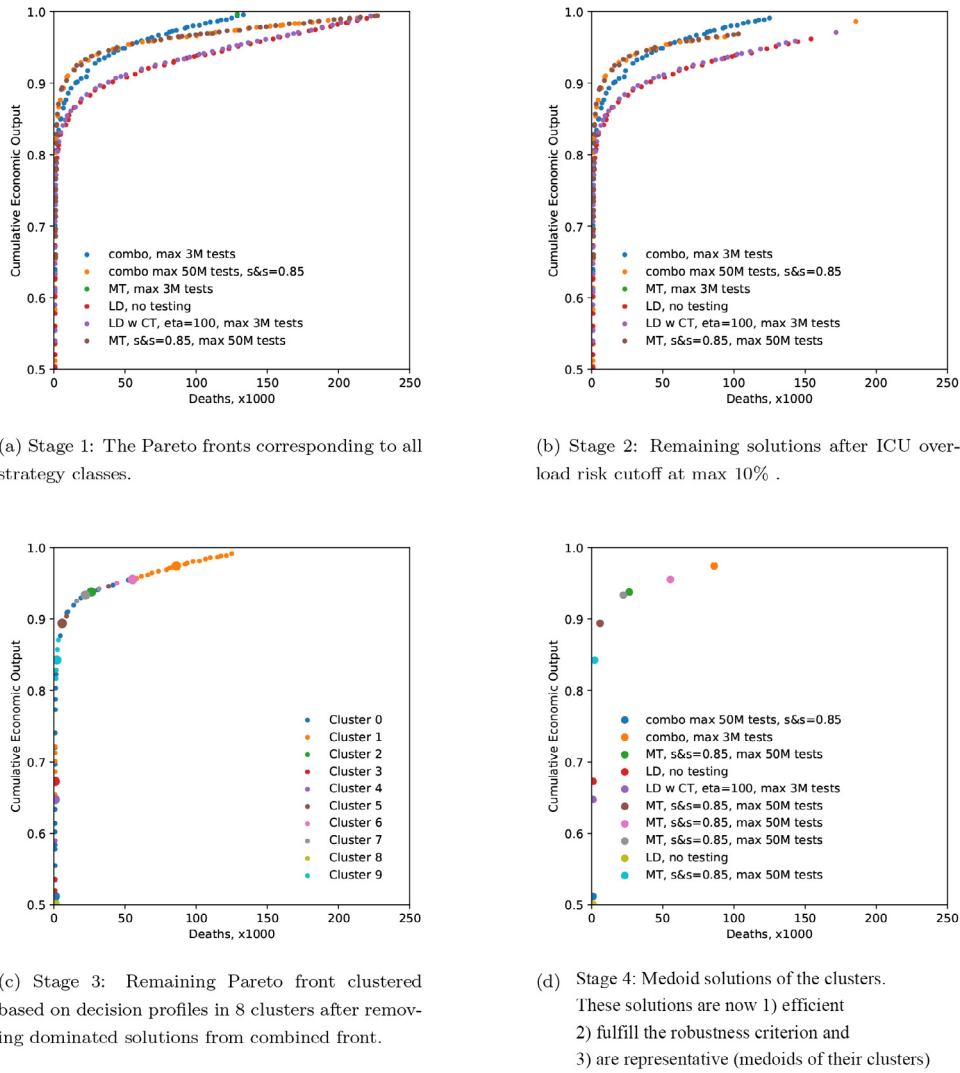 1.0
0.9
0.8
0.7
0.6
0.5
Cumulative Economic Output
combo, max 3M tests
combo max 50M tests, s&s=0.85
MT, max 3M tests
LD, no testing
LD w CT, eta=100, max 3M tests
MT, s&s=0.85, max 50M tests
0 50 100 150 200 250
Deaths, x1000
(a) Stage 1: The Pareto fronts corresponding to all
strategy classes.
1.0
0.9
0.8
0.7
0.6
0.5
Cumulative Economic Output
combo, max 3M tests
combo max 50M tests, s&s=0.85
MT, max 3M tests
LD, no testing
LD w CT, eta=100, max 3M tests
MT, s&s=0.85, max 50M tests
0 50 100 150 200 250
Deaths, x1000
(b) Stage 2: Remaining solutions after ICU over-
load risk cutoff at max 10% .
1.0
0.9
0.8
0.7
0.6
0.5
Cumulative Economic Output
Cluster 0
Cluster 1
Cluster 2
Cluster 3
Cluster 4
Cluster 5
Cluster 6
Cluster 7
Cluster 8
Cluster 9
0 50 100 150 200 250
Deaths, x1000
(c) Stage 3: Remaining Pareto front clustered
based on decision profiles in 8 clusters after remov-
ing dominated solutions from combined front.
1.0
0.9
0.8
0.7
0.6
0.5
Cumulative Economic Output
combo max 50M tests, s&s=0.85
combo, max 3M tests
MT, s&s=0.85, max 50M tests
LD, no testing
LD w CT, eta=100, max 3M tests
MT, s&s=0.85, max 50M tests
MT, s&s=0.85, max 50M tests
MT, s&s=0.85, max 50M tests
LD, no testing
MT, s&s=0.85, max 50M tests
0 50 100 150 200 250
Deaths, x1000
(d) Stage 4: Medoid solutions of the clusters.
These solutions are now 1) efficient
2) fulfill the robustness criterion and
3) are representative (medoids of their clusters)